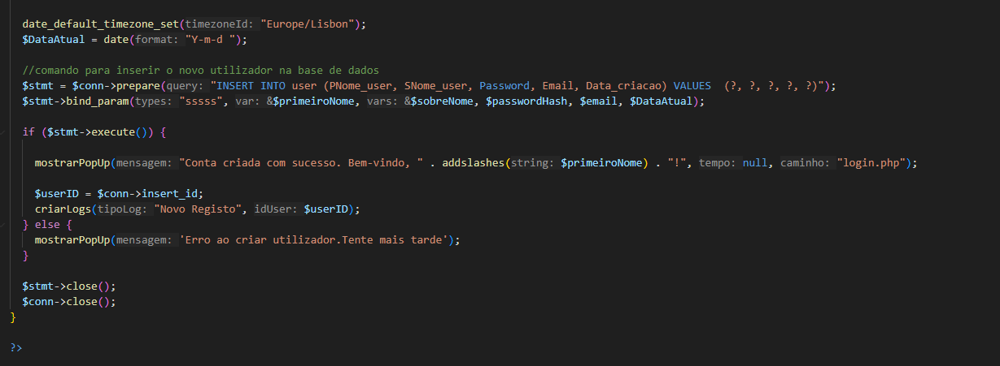 date_default_timezone_set(timezoneId: "Europe/Lisbon");
$DataAtual = date(format: "Y-m-d ");
//comando para inserir o novo utilizador na base de dados
$stmt = $conn->prepare(query: "INSERT INTO user (PNome_user, SNome_user, Password, Email, Data_criacao) VALUES  (?, ?, ?, ?, ?)");
$stmt->bind_param(types: "sssss", var: &$primeiroNome, vars: &$sobreNome, $passwordHash, $email, $DataAtual);
if ($stmt->execute()) {
mostrarPopUp(mensagem: "Conta criada com sucesso. Bem-vindo, " . addslashes(string: $primeiroNome) . "!", tempo: null, caminho: "login.php");
$userID = $conn->insert_id;
criarLogs(tipoLog: "Novo Registo", idUser: $userID);
} else {
mostrarPopUp(mensagem: 'Erro ao criar utilizador.Tente mais tarde');
}
$stmt->close();
$conn->close();
}
?>